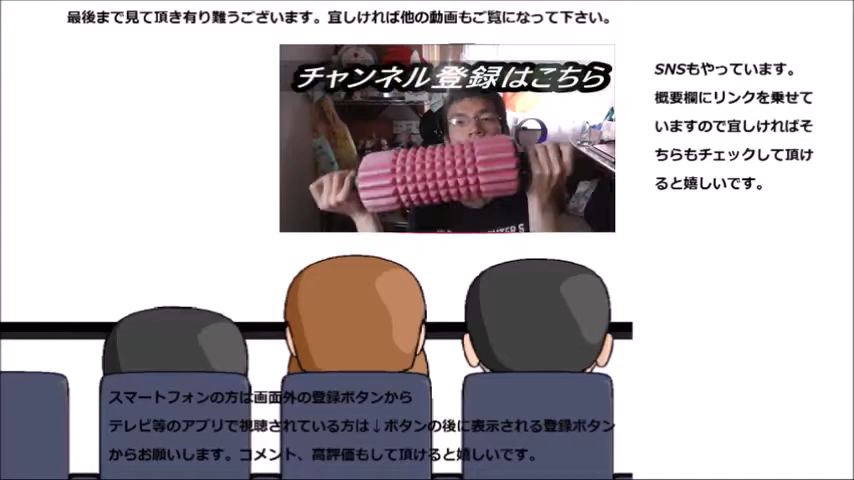 最後まで見て頂き有り難うございます。宜しければ他の動画もご覧になって下さい。
チャンネル登録はこちら
SNSもやっています。
概要欄にリンクを乗せて
いますので宜しければそ
ちらもチェックして頂け
ると嬉しいです。
スマートフォンの方は画面外の登録ボタンから
テレビ等のアプリで視聴されている方は↓ボタンの後に表示される登録ボタン
からお願いします。コメント、高評価もして頂けると嬉しいです。